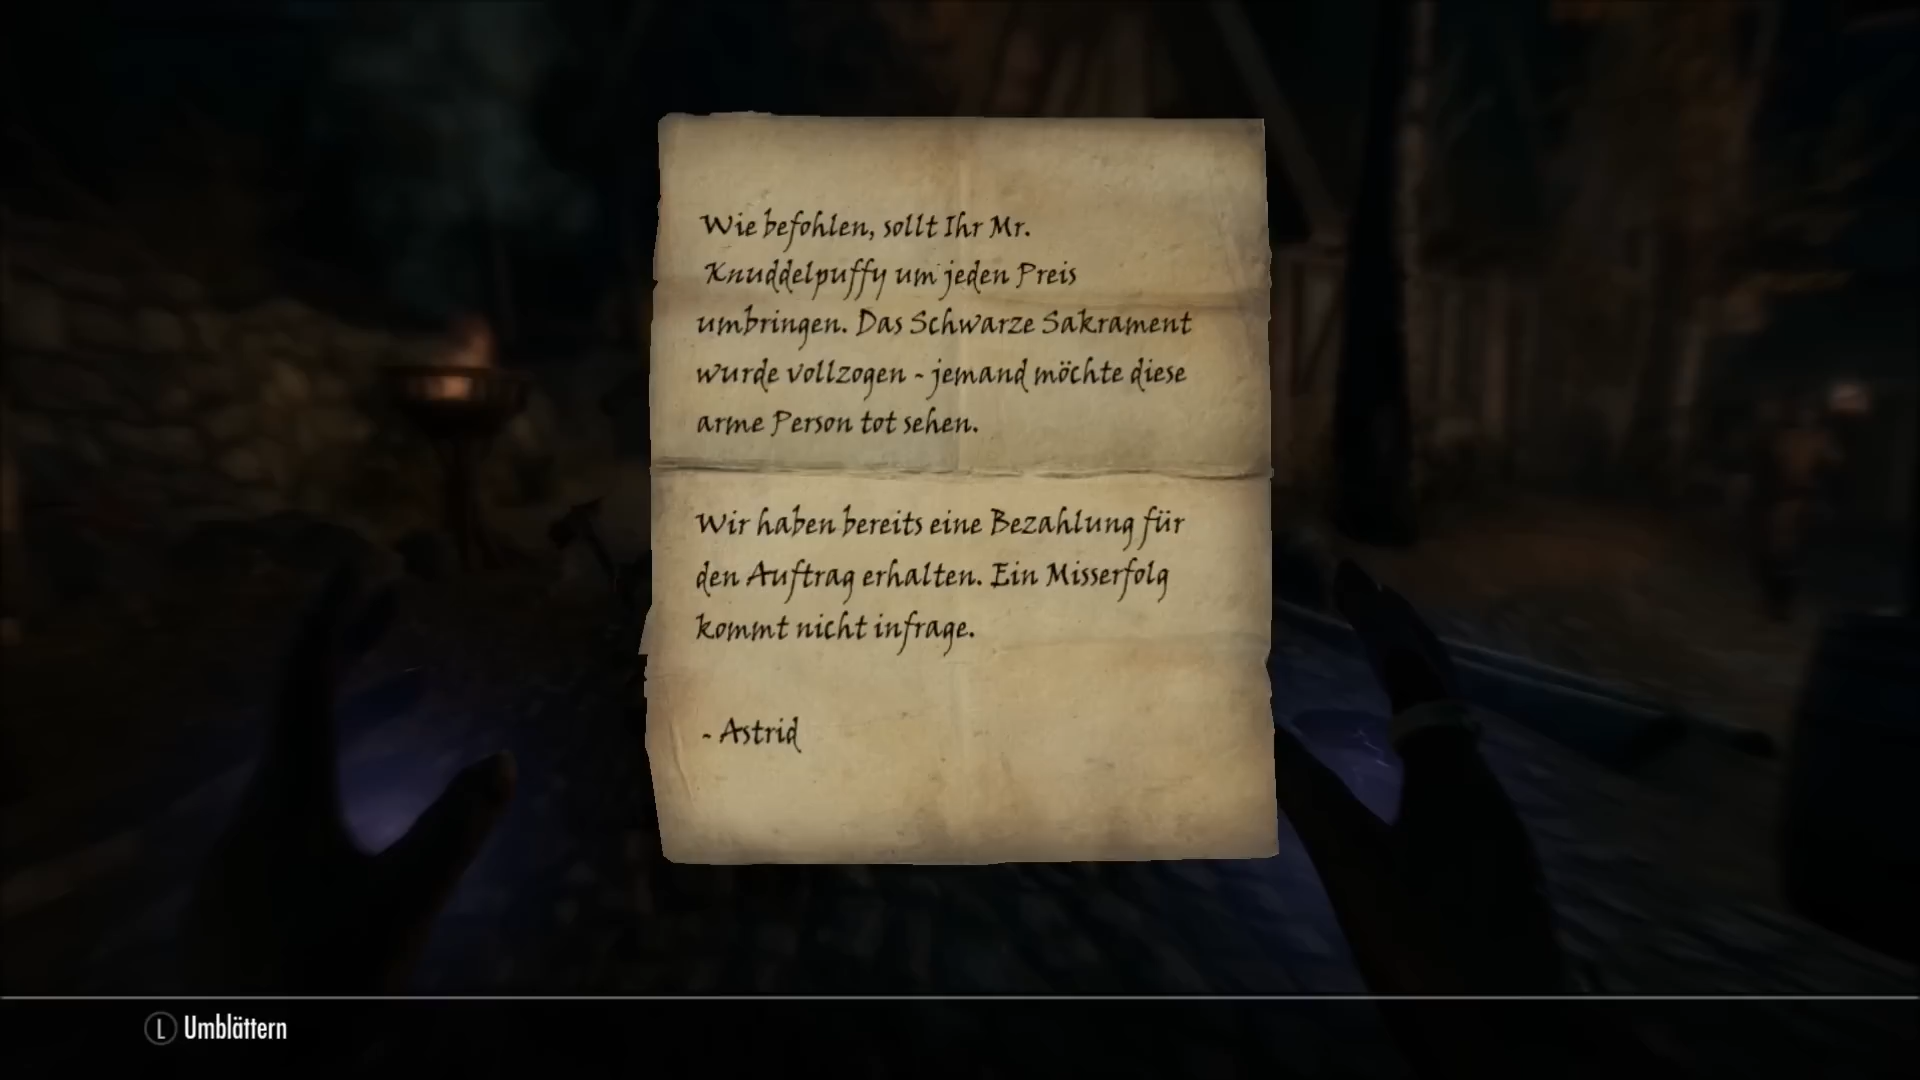 Wie befohlen, sollt Ihr Mr.
Knuddelpuffy um jeden Preis
umbringen. Das Schwarze Sakrament
wurde vollzogen - jemand möchte diese
arme Person tot sehen.
Wir haben bereits eine Bezahlung für
den Auftrag erhalten. Ein Misserfolg
kommt nicht infrage.
- Astrid
L Umblättern